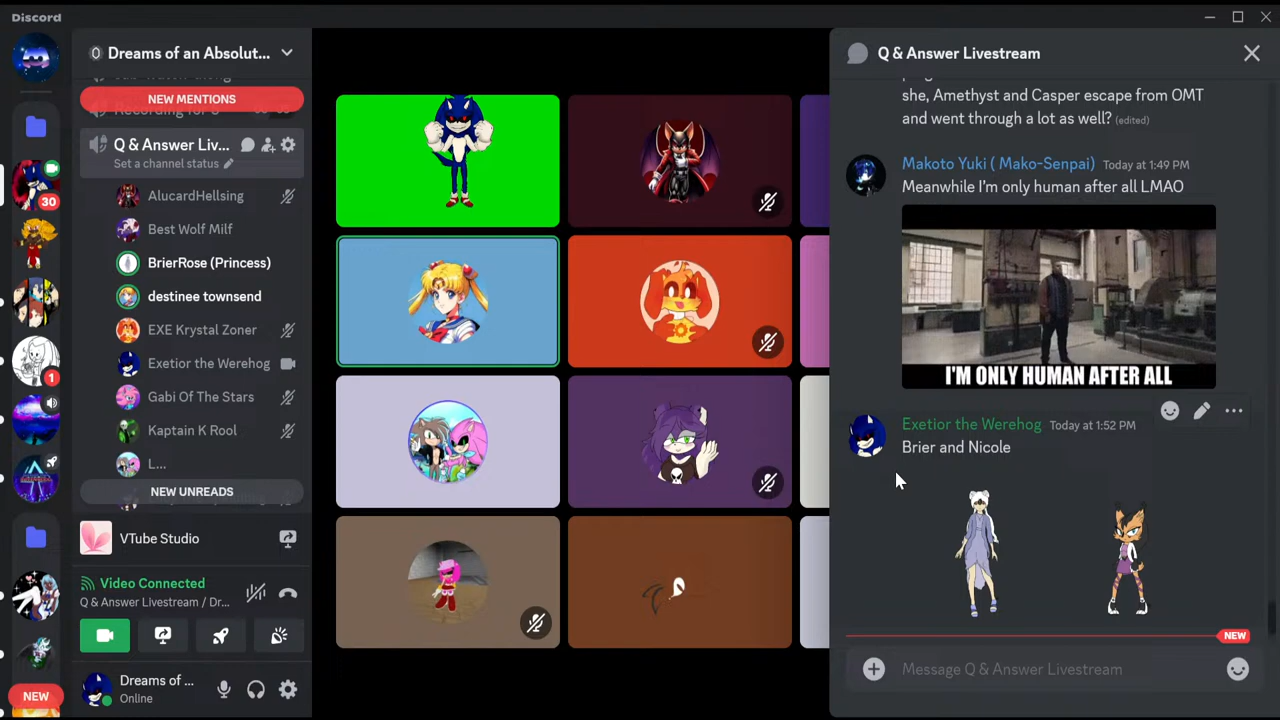 Discord
Dreams of an Absolut...
NEW MENTIONS
Q & Answer Liv...
Set a channel status
AlucardHellsing
Best Wolf Milf
BrierRose (Princess)
destinee townsend
EXE Krystal Zoner
Exetior the Werehog
Gabi Of The Stars
Kaptain K Rool
L...
NEW UNREADS
VTube Studio
Video Connected
Q & Answer Livestream / Dr...
Dreams of ...
Online
30
1
NEW
Q & Answer Livestream
she, Amethyst and Casper escape from OMT
and went through a lot as well? (edited)
Makoto Yuki ( Mako-Senpai) Today at 1:49 PM
Meanwhile I'm only human after all LMAO
I'M ONLY HUMAN AFTER ALL
Exetior the Werehog Today at 1:52 PM
Brier and Nicole
NEW
Message Q & Answer Livestream